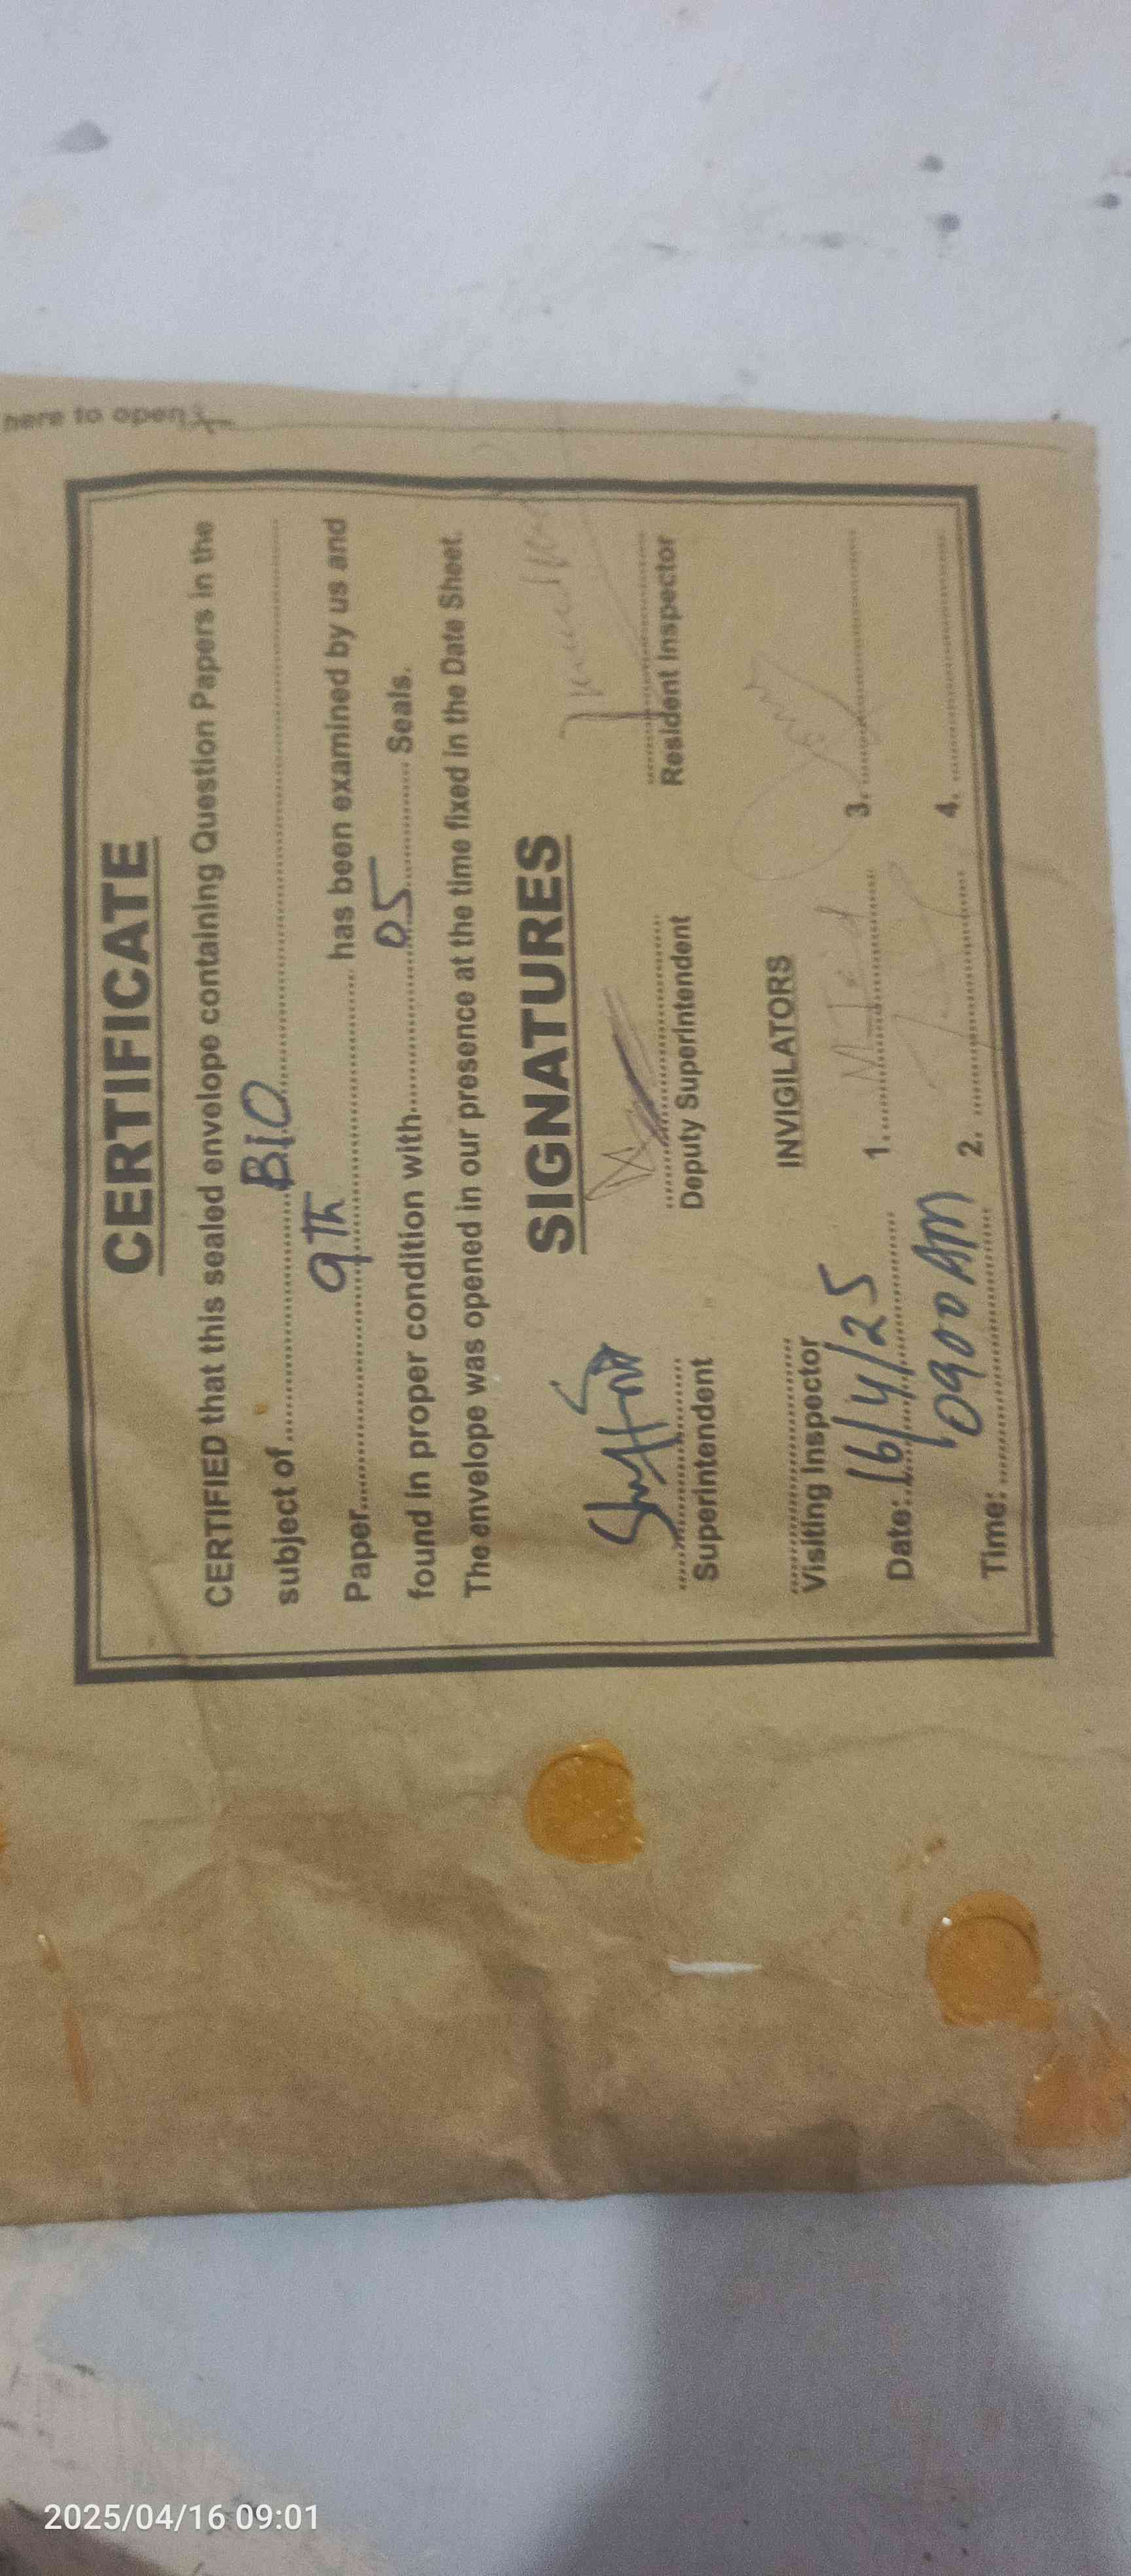 here to open
CERTIFICATE
CERTIFIED that this sealed envelope containing Question Papers in the
subject of BIO
Paper 9th has been examined by us and
found in proper condition with 05 Seals.
The envelope was opened in our presence at the time fixed in the Date Sheet.
SIGNATURES
Superintendent Deputy Superintendent Resident Inspector
Visiting Inspector INVIGILATORS
Date: 16/4/25 1. 3.
Time: 0900 AM 2. 4.
2025/04/16 09:01